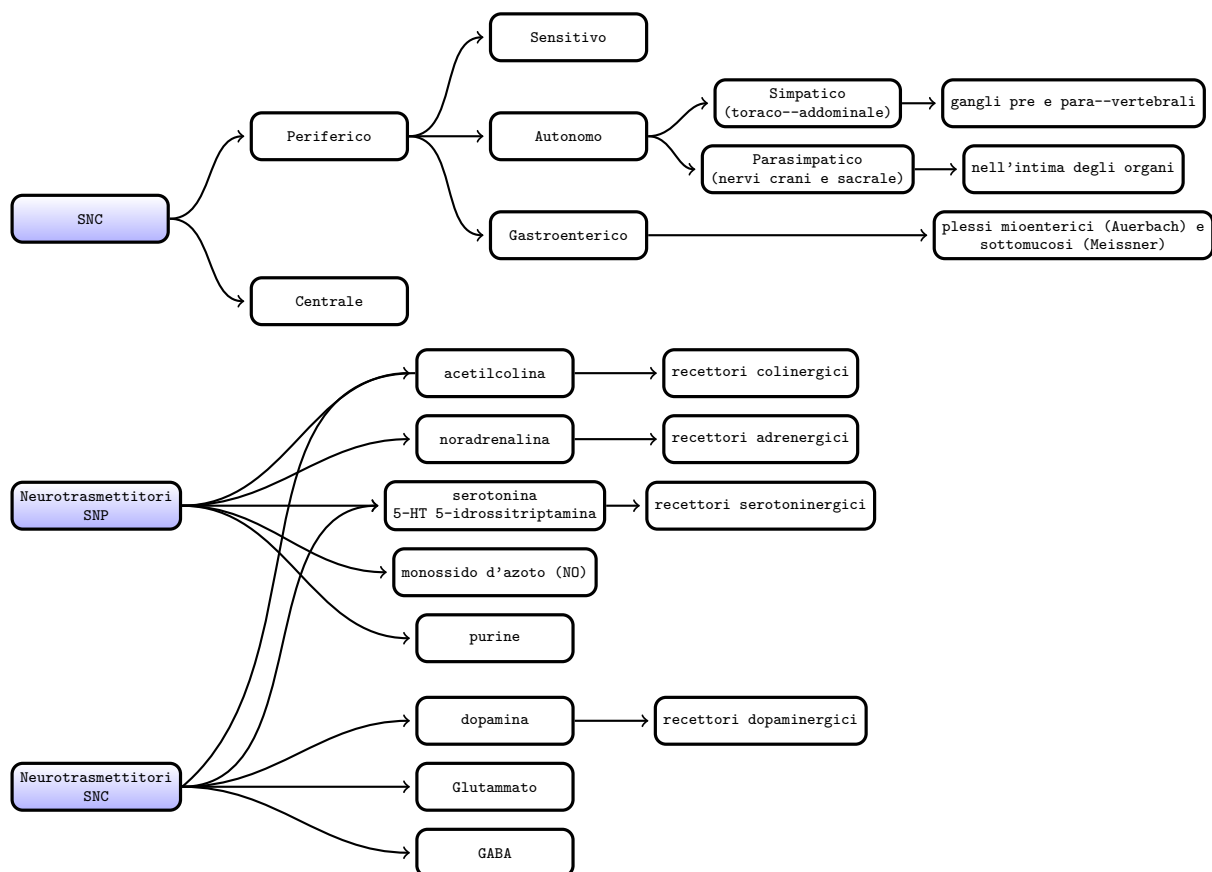 Sensitivo
Simpatico
(toraco--addominale)
gangli pre e para--vertebrali
Periferico
Autonomo
Parasimpatico
(nervi crani e sacrale)
nell'intima degli organi
SNC
Gastroenterico
plessi mioenterici (Auerbach) e
sottomucosi (Meissner)
Centrale
acetilcolina
recettori colinergici
noradrenalina
recettori adrenergici
Neurotrasmettitori
SNP
serotonina
5-HT 5-idrossitriptamina
recettori serotoninergici
monossido d'azoto (NO)
purine
dopamina
recettori dopaminergici
Neurotrasmettitori
SNC
Glutammato
GABA